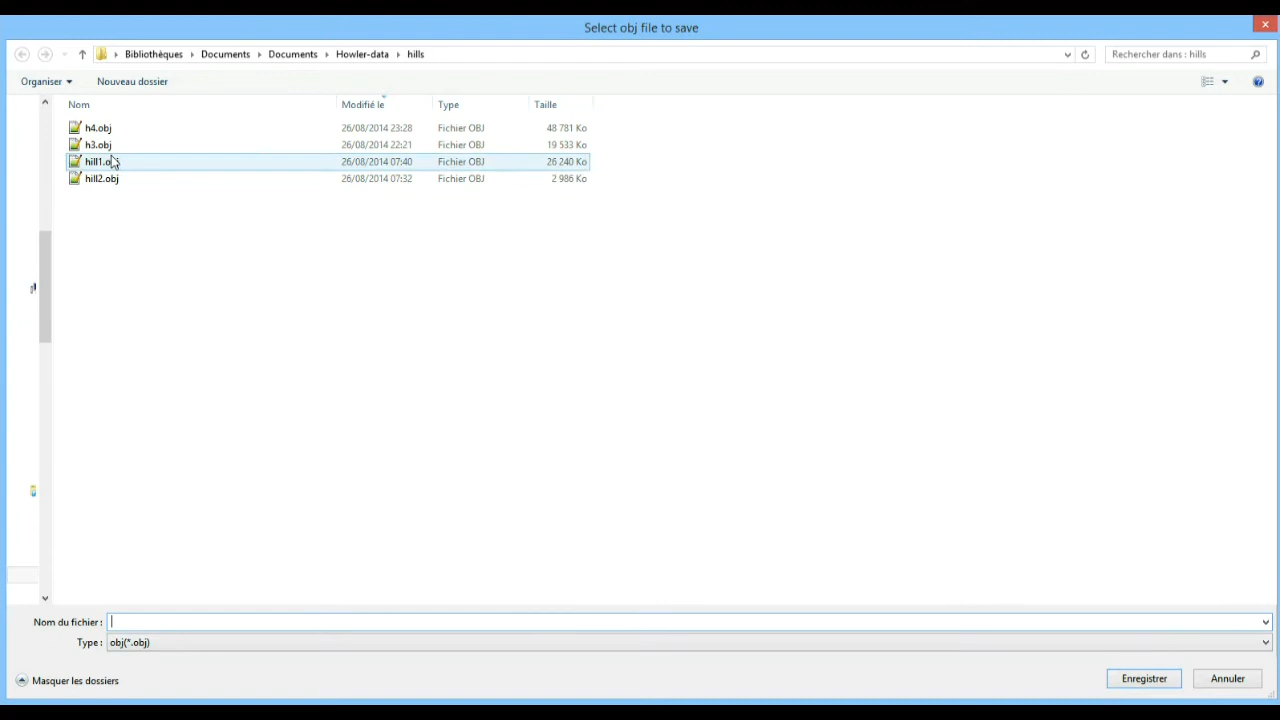 Select obj file to save
Bibliothèques Documents Documents Howler-data hills Rechercher dans : hills
Organiser Nouveau dossier
Nom Modifié le Type Taille
h4.obj 26/08/2014 23:28 Fichier OBJ 48 781 Ko
h3.obj 26/08/2014 22:21 Fichier OBJ 19 533 Ko
hill1.obj 26/08/2014 07:40 Fichier OBJ 26 240 Ko
hill2.obj 26/08/2014 07:32 Fichier OBJ 2 986 Ko
Nom du fichier :
Type : obj(*.obj)
Masquer les dossiers Enregistrer Annuler